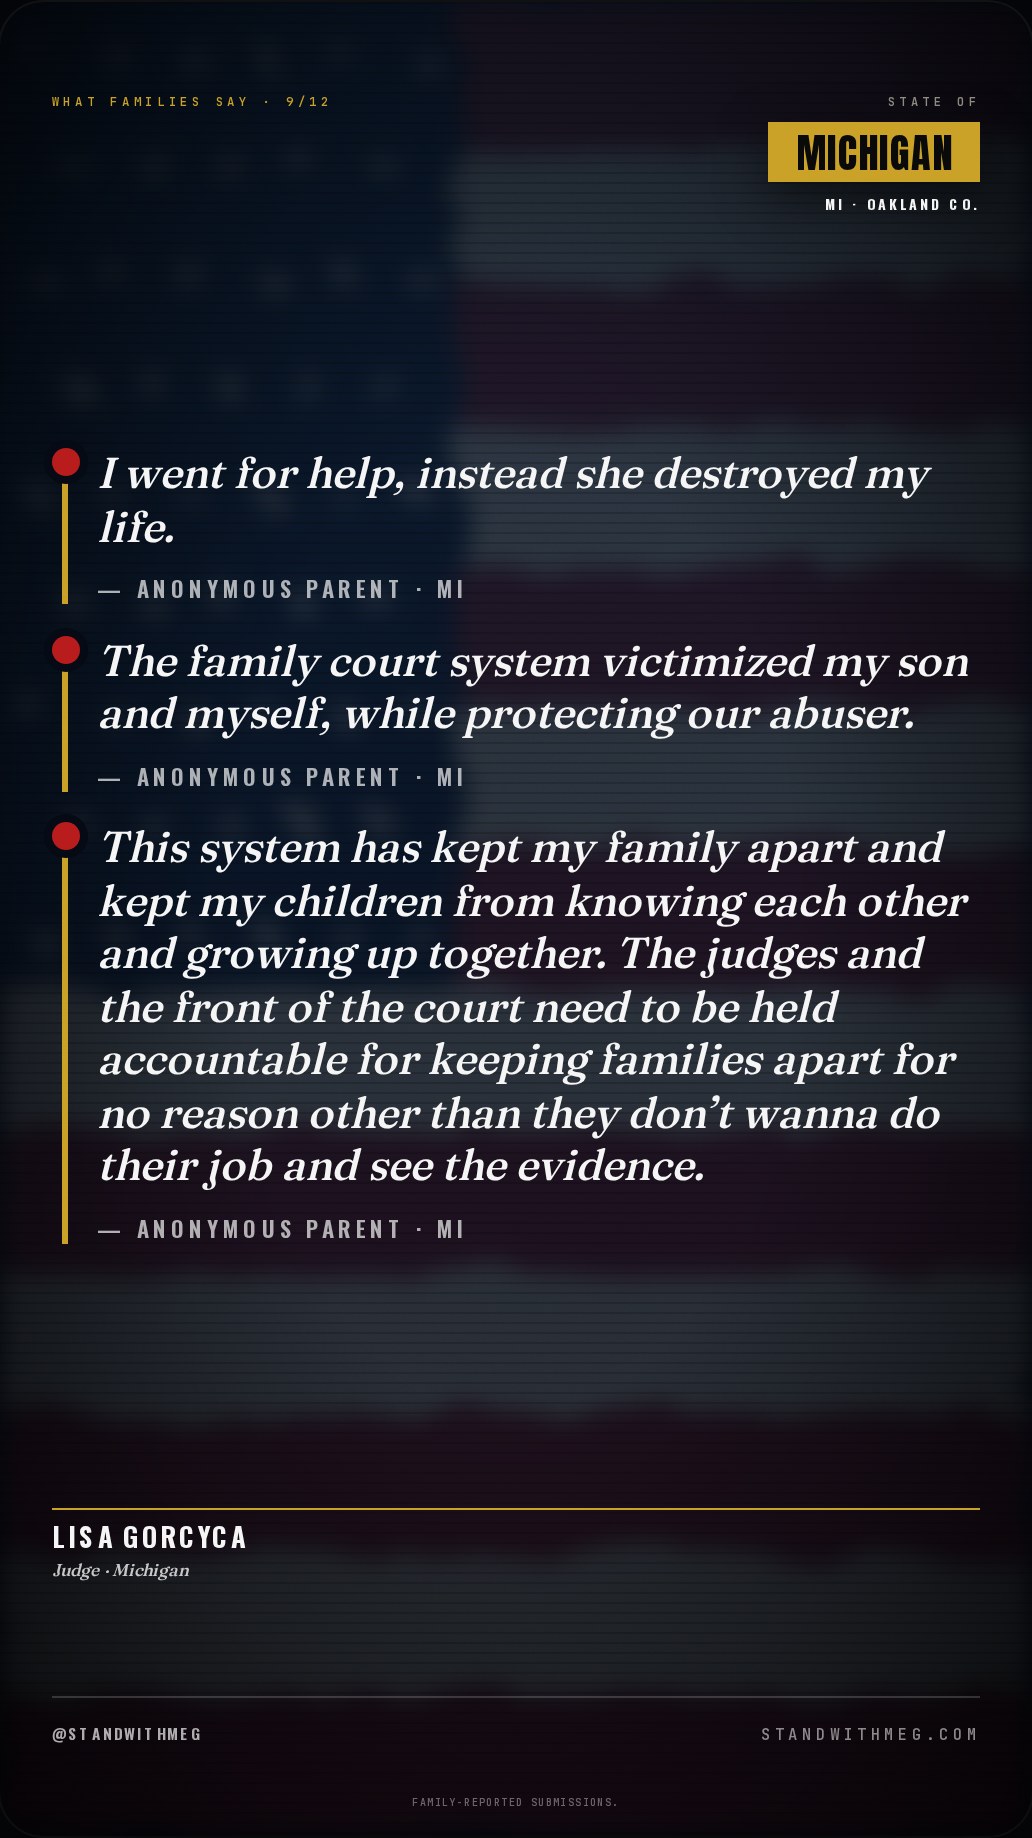 WHAT FAMILIES SAY · 9/12
STATE OF
MICHIGAN
MI · OAKLAND CO.
I went for help, instead she destroyed my
life.
— ANONYMOUS PARENT · MI
The family court system victimized my son
and myself, while protecting our abuser.
— ANONYMOUS PARENT · MI
This system has kept my family apart and
kept my children from knowing each other
and growing up together. The judges and
the front of the court need to be held
accountable for keeping families apart for
no reason other than they don’t wanna do
their job and see the evidence.
— ANONYMOUS PARENT · MI
LISA GORCYCA
Judge · Michigan
@STANDWITHMEG
STANDWITHMEG.COM
FAMILY-REPORTED SUBMISSIONS.